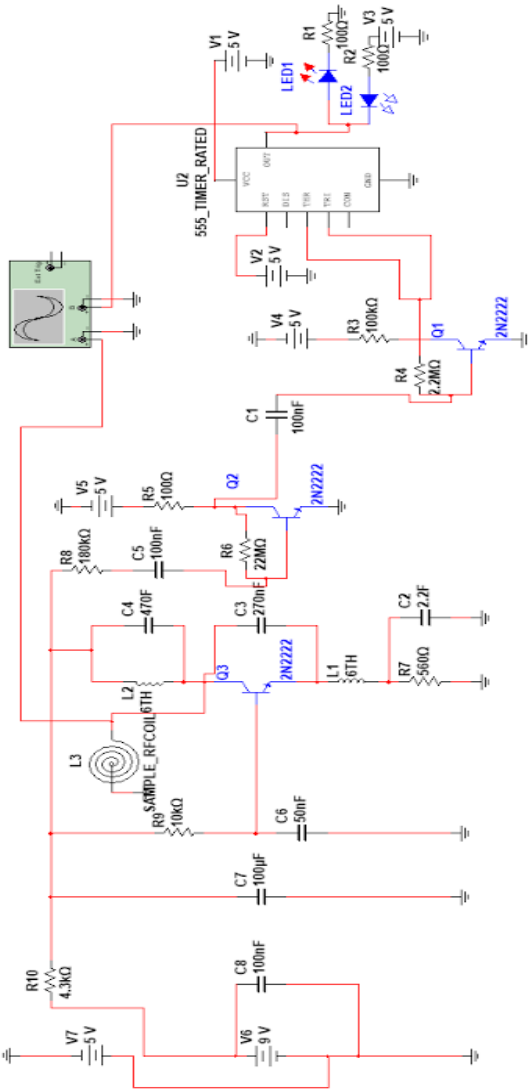 V1
5 V
R1
100Ω
V3
5 V
R2
100Ω
LED1
LED2
U2
555_TIMER_RATED
VCC
OUT
RST
DIS
THR
TRI
CON
GND
V2
5 V
Ext Trig
A
B
V4
5 V
R3
100kΩ
Q1
2N2222
R4
2.2MΩ
C1
100nF
V5
5 V
R5
100Ω
Q2
2N2222
R6
22MΩ
R8
180kΩ
C5
100nF
C4
470F
C3
270nF
L2
6TH
Q3
2N2222
L1
6TH
C2
2.2F
R7
560Ω
L3
SAMPLE_RFCOIL
R9
10kΩ
C6
50nF
C7
100µF
R10
4.3kΩ
C8
100nF
V7
5 V
V6
9 V